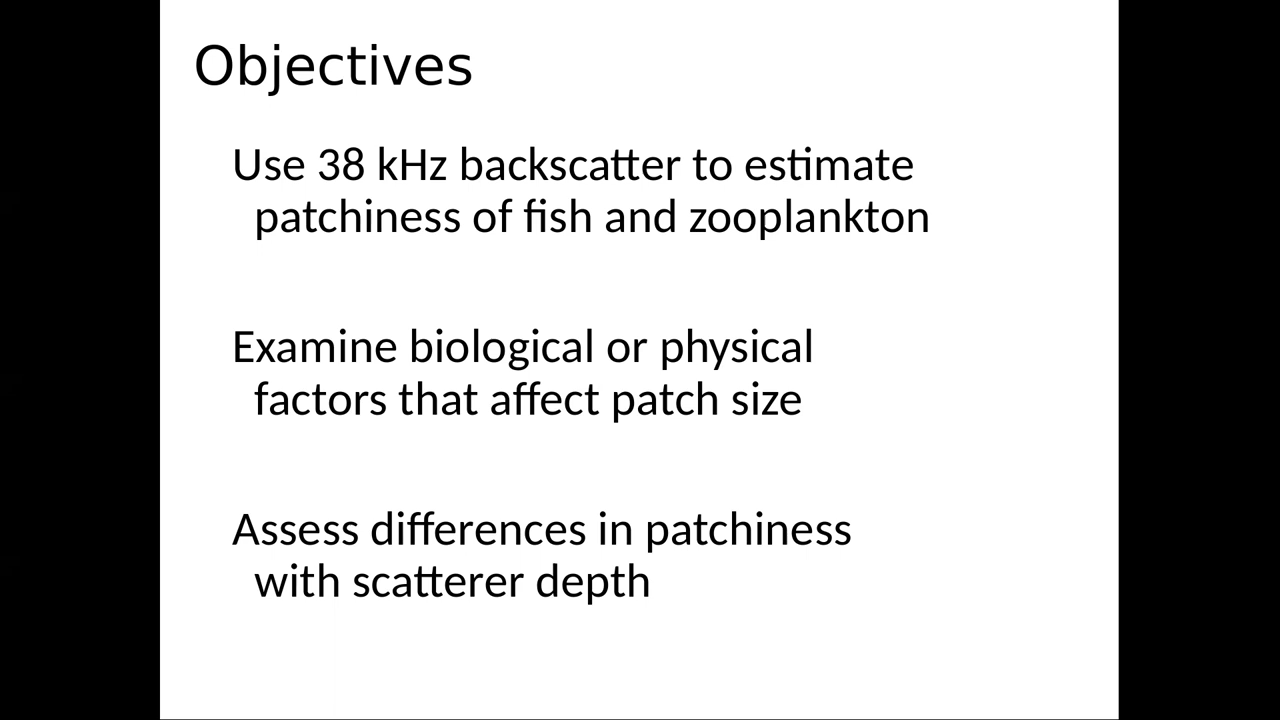 Objectives
Use 38 kHz backscatter to estimate
patchiness of fish and zooplankton
Examine biological or physical
factors that affect patch size
Assess differences in patchiness
with scatterer depth